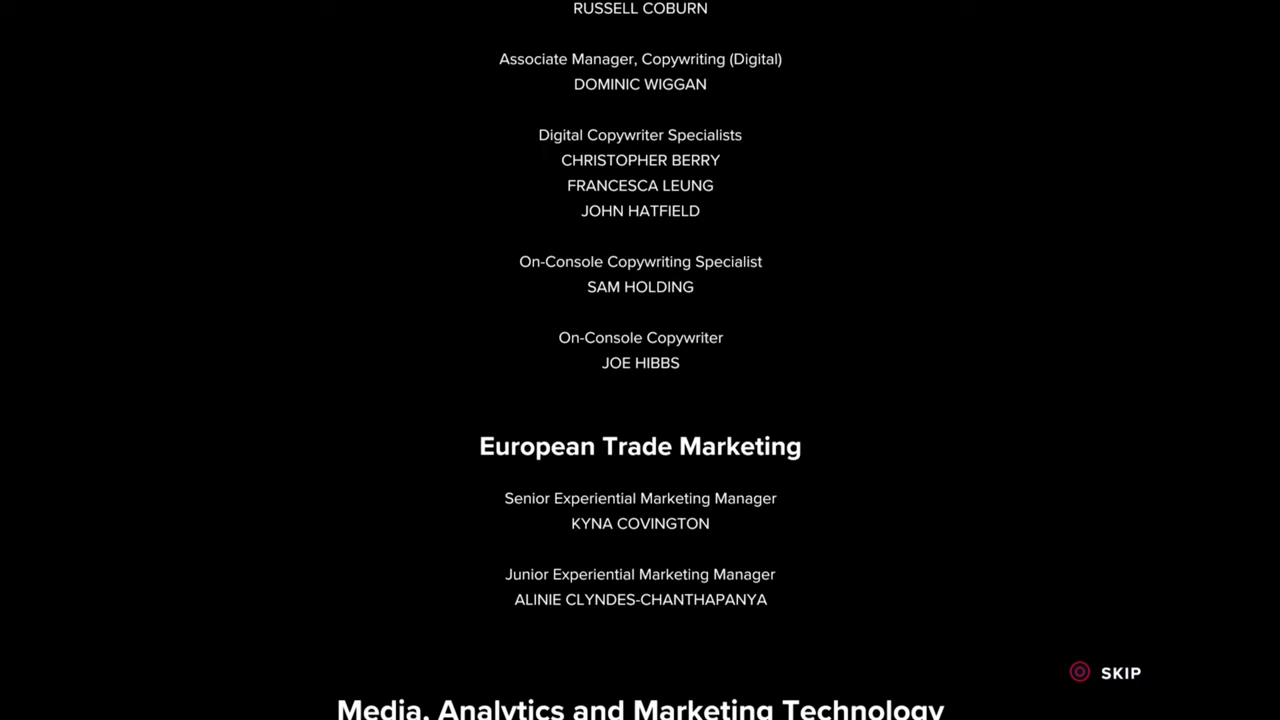 RUSSELL COBURN
Associate Manager, Copywriting (Digital)
DOMINIC WIGGAN
Digital Copywriter Specialists
CHRISTOPHER BERRY
FRANCESCA LEUNG
JOHN HATFIELD
On-Console Copywriting Specialist
SAM HOLDING
On-Console Copywriter
JOE HIBBS
European Trade Marketing
Senior Experiential Marketing Manager
KYNA COVINGTON
Junior Experiential Marketing Manager
ALINIE CLYNDES-CHANTHAPANYA
SKIP
Media, Analytics and Marketing Technology